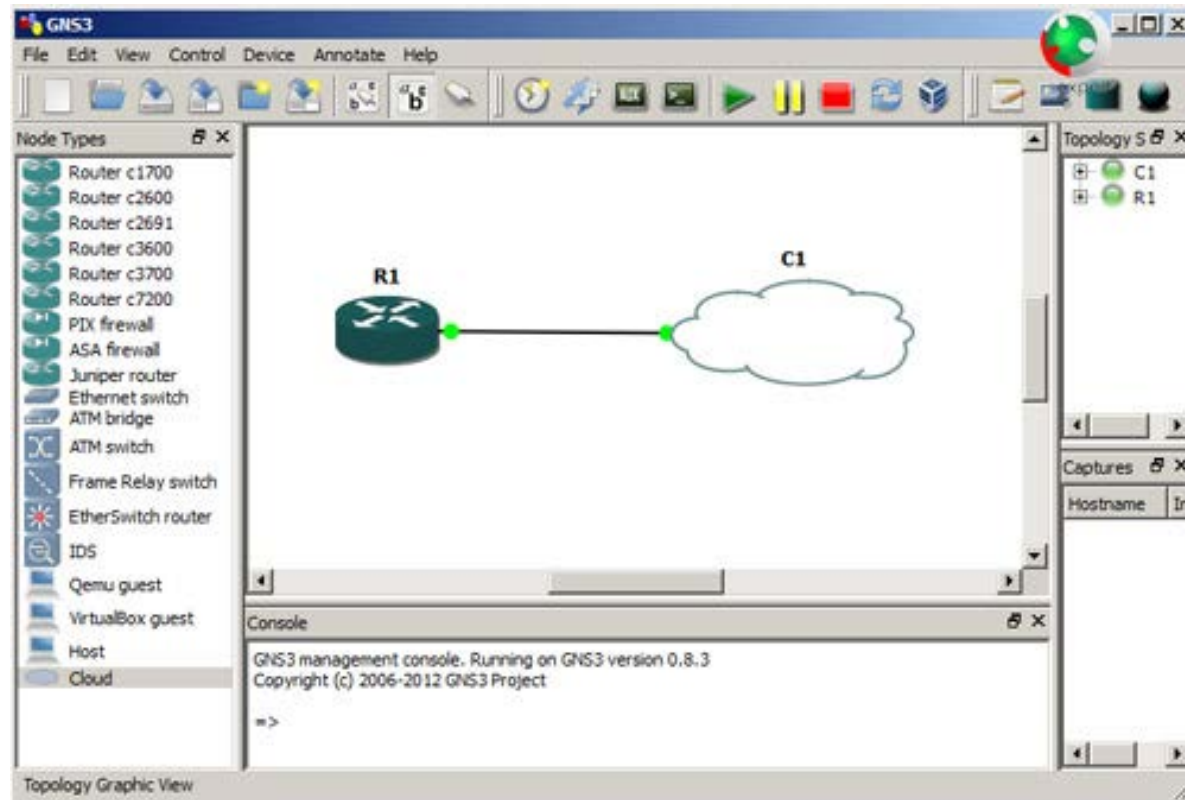 GNS3
File Edit View Control Device Annotate Help
Node Types
Router c1700
Router c2600
Router c2691
Router c3600
Router c3700
Router c7200
PIX firewall
ASA firewall
Juniper router
Ethernet switch
ATM bridge
ATM switch
Frame Relay switch
EtherSwitch router
IDS
Qemu guest
VirtualBox guest
Host
Cloud
R1
C1
Topology S
C1
R1
Captures
Hostname
Console
GNS3 management console. Running on GNS3 version 0.8.3
Copyright (c) 2006-2012 GNS3 Project
=>
Topology Graphic View